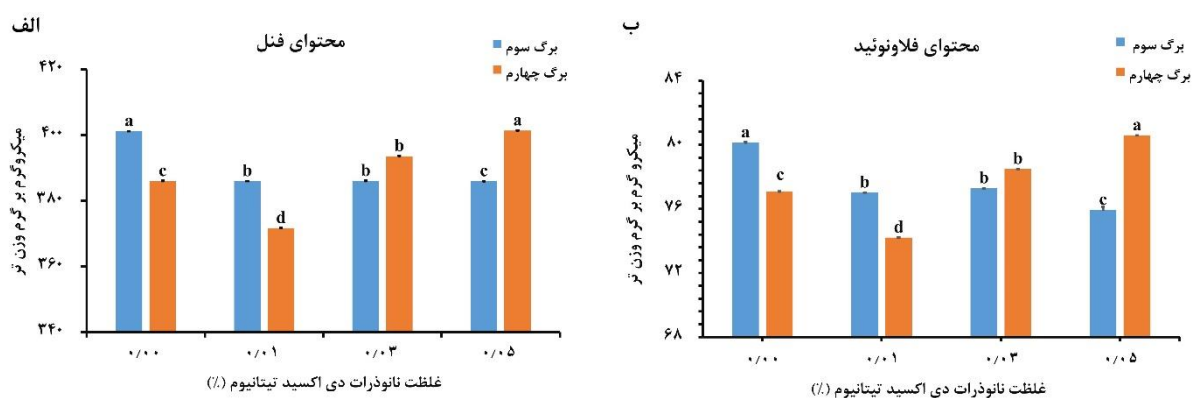 الف
محتوای فنل
برگ سوم
برگ چهارم
میکروگرم بر گرم وزن تر
۴۲۰
۴۰۰
۳۸۰
۳۶۰
۳۴۰
a
c
b
d
b
b
c
a
۰/۰۰
۰/۰۱
۰/۰۳
۰/۰۵
غلظت نانوذرات دی اکسید تیتانیوم (٪)
ب
محتوای فلاونوئید
برگ سوم
برگ چهارم
میکرو گرم بر گرم وزن تر
۸۴
۸۰
۷۶
۷۲
۶۸
a
c
b
d
b
b
c
a
۰/۰۰
۰/۰۱
۰/۰۳
۰/۰۵
غلظت نانوذرات دی اکسید تیتانیوم (٪)